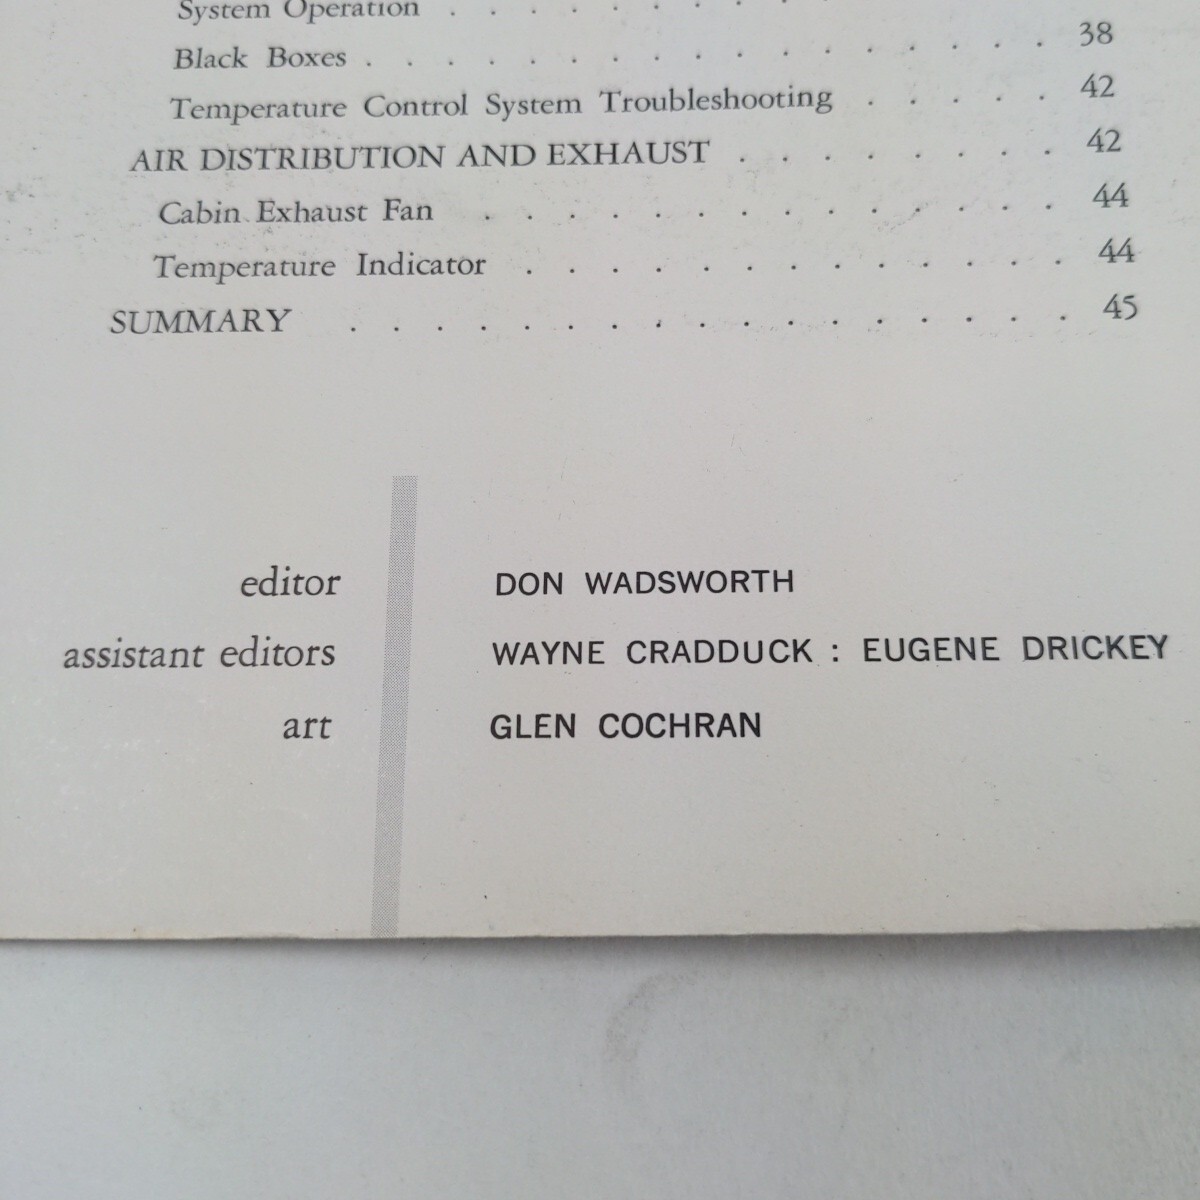 System Operation . . . . . . . .
Black Boxes . . . . . . . . . . . . . . . . 38
Temperature Control System Troubleshooting . . . . . 42
AIR DISTRIBUTION AND EXHAUST . . . . . . . . 42
Cabin Exhaust Fan . . . . . . . . . . . . . . 44
Temperature Indicator . . . . . . . . . . . . . 44
SUMMARY . . . . . . . . . . . . . . . . . 45
editor DON WADSWORTH
assistant editors WAYNE CRADDUCK : EUGENE DRICKEY
art GLEN COCHRAN